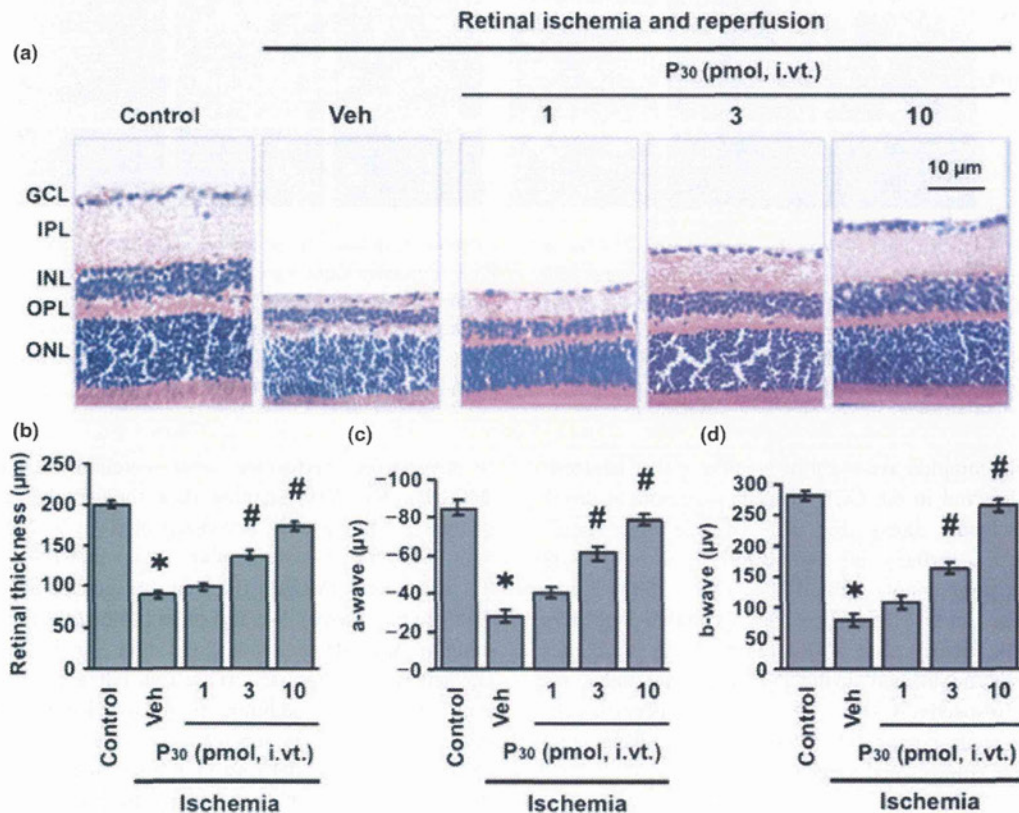 Retinal ischemia and reperfusion
(a)
P30 (pmol, i.vt.)
Control Veh 1 3 10
10 µm
GCL
IPL
INL
OPL
ONL
(b)
Retinal thickness (µm)
250
200
150
100
50
0
*
#
#
Control
Veh
1
3
10
P30 (pmol, i.vt.)
Ischemia
(c)
a-wave (µv)
−100
−80
−60
−40
−20
−0
*
#
#
Control
Veh
1
3
10
P30 (pmol, i.vt.)
Ischemia
(d)
b-wave (µv)
300
250
200
150
100
50
0
*
#
#
Control
Veh
1
3
10
P30 (pmol, i.vt.)
Ischemia